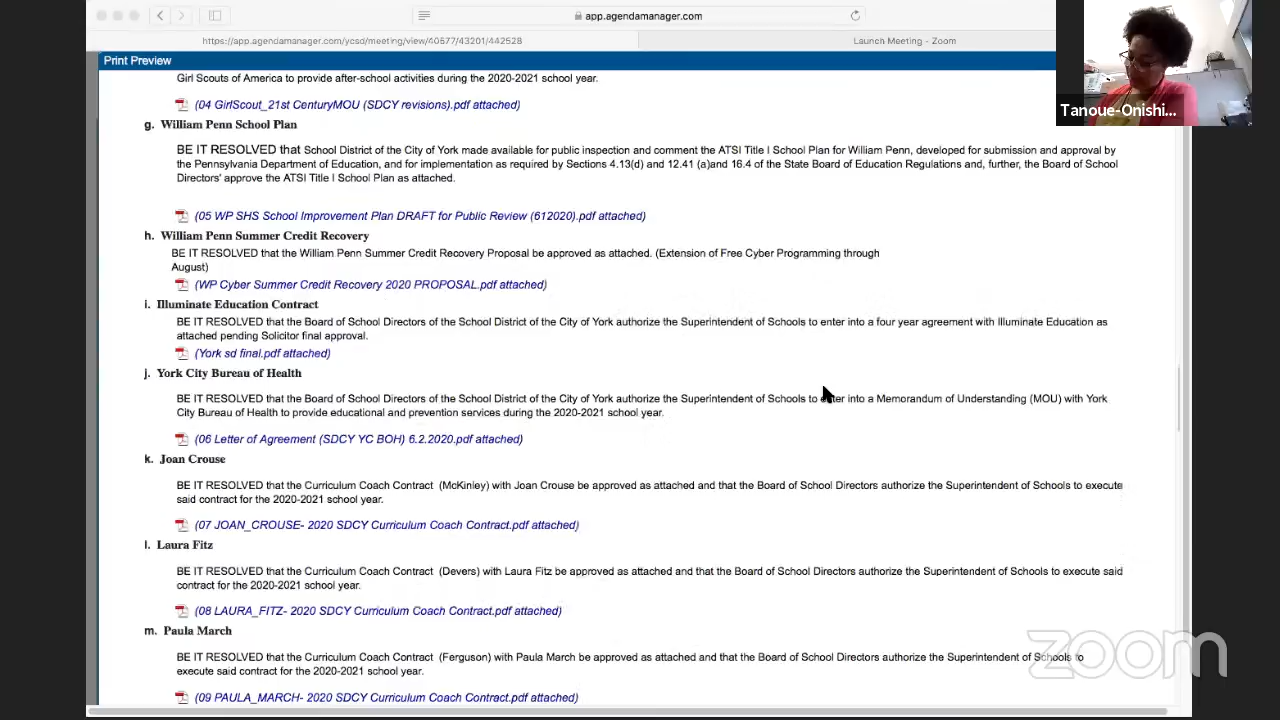 app.agendamanager.com
https://app.agendamanager.com/ycsd/meeting/view/40577/43201/442528
Launch Meeting - Zoom
Print Preview
Girl Scouts of America to provide after-school activities during the 2020-2021 school year.
(04 GirlScout_21st CenturyMOU (SDCY revisions).pdf attached)
g. William Penn School Plan
BE IT RESOLVED that School District of the City of York made available for public inspection and comment the ATSI Title I School Plan for William Penn, developed for submission and approval by
the Pennsylvania Department of Education, and for implementation as required by Sections 4.13(d) and 12.41 (a)and 16.4 of the State Board of Education Regulations and, further, the Board of School
Directors' approve the ATSI Title I School Plan as attached.
(05 WP SHS School Improvement Plan DRAFT for Public Review (612020).pdf attached)
h. William Penn Summer Credit Recovery
BE IT RESOLVED that the William Penn Summer Credit Recovery Proposal be approved as attached. (Extension of Free Cyber Programming through
August)
(WP Cyber Summer Credit Recovery 2020 PROPOSAL.pdf attached)
i. Illuminate Education Contract
BE IT RESOLVED that the Board of School Directors of the School District of the City of York authorize the Superintendent of Schools to enter into a four year agreement with Illuminate Education as
attached pending Solicitor final approval.
(York sd final.pdf attached)
j. York City Bureau of Health
BE IT RESOLVED that the Board of School Directors of the School District of the City of York authorize the Superintendent of Schools to enter into a Memorandum of Understanding (MOU) with York
City Bureau of Health to provide educational and prevention services during the 2020-2021 school year.
(06 Letter of Agreement (SDCY YC BOH) 6.2.2020.pdf attached)
k. Joan Crouse
BE IT RESOLVED that the Curriculum Coach Contract (McKinley) with Joan Crouse be approved as attached and that the Board of School Directors authorize the Superintendent of Schools to execute
said contract for the 2020-2021 school year.
(07 JOAN_CROUSE- 2020 SDCY Curriculum Coach Contract.pdf attached)
l. Laura Fitz
BE IT RESOLVED that the Curriculum Coach Contract (Devers) with Laura Fitz be approved as attached and that the Board of School Directors authorize the Superintendent of Schools to execute said
contract for the 2020-2021 school year.
(08 LAURA_FITZ- 2020 SDCY Curriculum Coach Contract.pdf attached)
m. Paula March
BE IT RESOLVED that the Curriculum Coach Contract (Ferguson) with Paula March be approved as attached and that the Board of School Directors authorize the Superintendent of Schools to
execute said contract for the 2020-2021 school year.
(09 PAULA_MARCH- 2020 SDCY Curriculum Coach Contract.pdf attached)
Tanoue-Onishi...
zoom